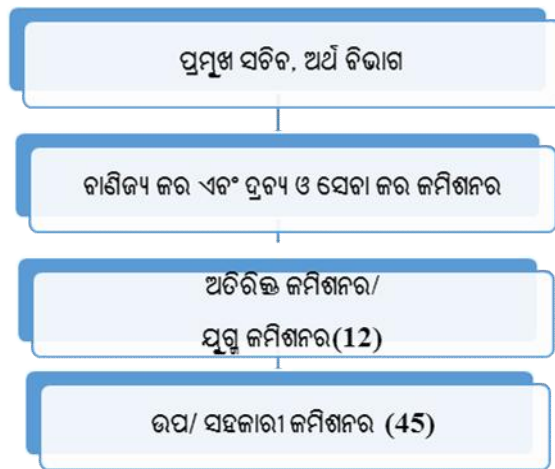 ପ୍ରମୁଖ ସଚିବ, ଅର୍ଥ ବିଭାଗ
ବାଣିଜ୍ୟ କର ଏବଂ ଦ୍ରବ୍ୟ ଓ ସେବା କର କମିଶନର
ଅତିରିକ୍ତ କମିଶନର/
ଯୁଗ୍ମ କମିଶନର(12)
ଉପ/ ସହକାରୀ କମିଶନର (45)